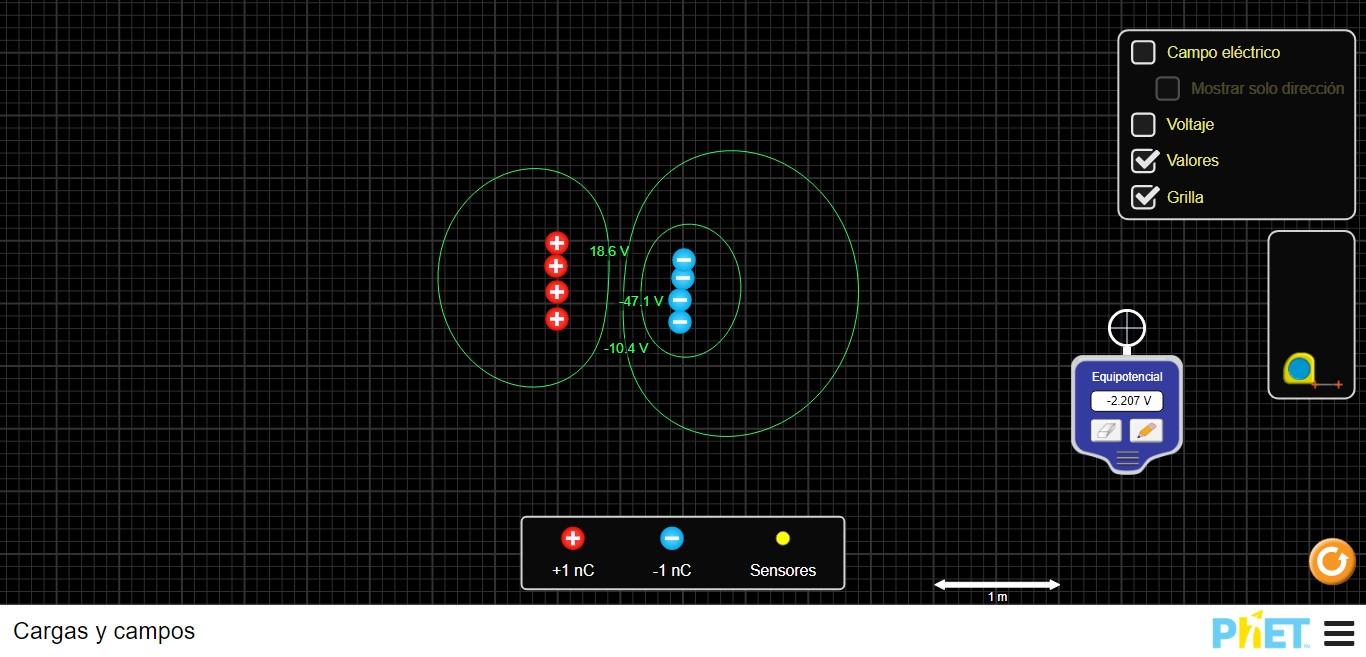 Campo eléctrico
Mostrar solo dirección
Voltaje
Valores
Grilla
18.6 V
-47.1 V
-10.4 V
Equipotencial
-2.207 V
+1 nC
-1 nC
Sensores
1 m
Cargas y campos
PhET